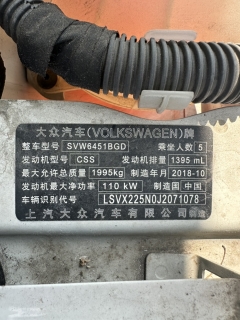 大众汽车(VOLKSWAGEN)牌
整车型号 SVW6451BGD 乘坐人数 5
发动机型号 CSS 发动机排量 1395 mL
最大允许总质量 1995kg 制造年月 2018-10
发动机最大净功率 110 kW 制造国 中国
车辆识别代号 LSVX225N0J2071078
上汽大众汽车有限公司 制造